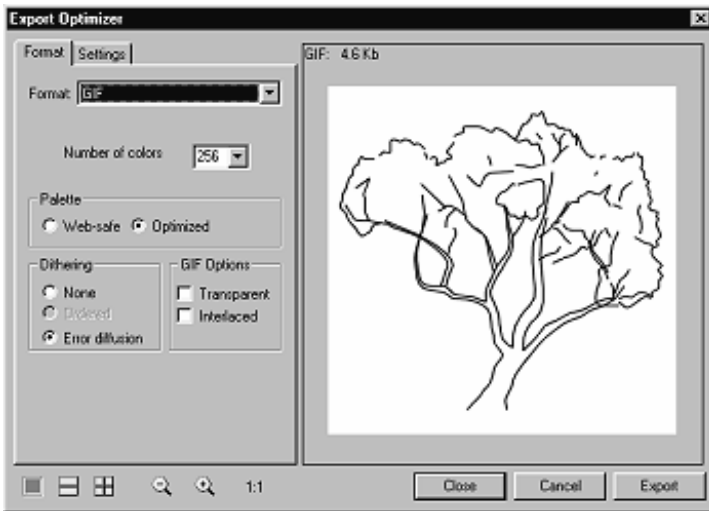 Export Optimizer
Format Settings
GIF: 4.6 Kb
Format: GIF
Number of colors 256
Palette
Web-safe Optimized
Dithering
None
Ordered
Error diffusion
GIF Options
Transparent
Interlaced
1:1
Close Cancel Export